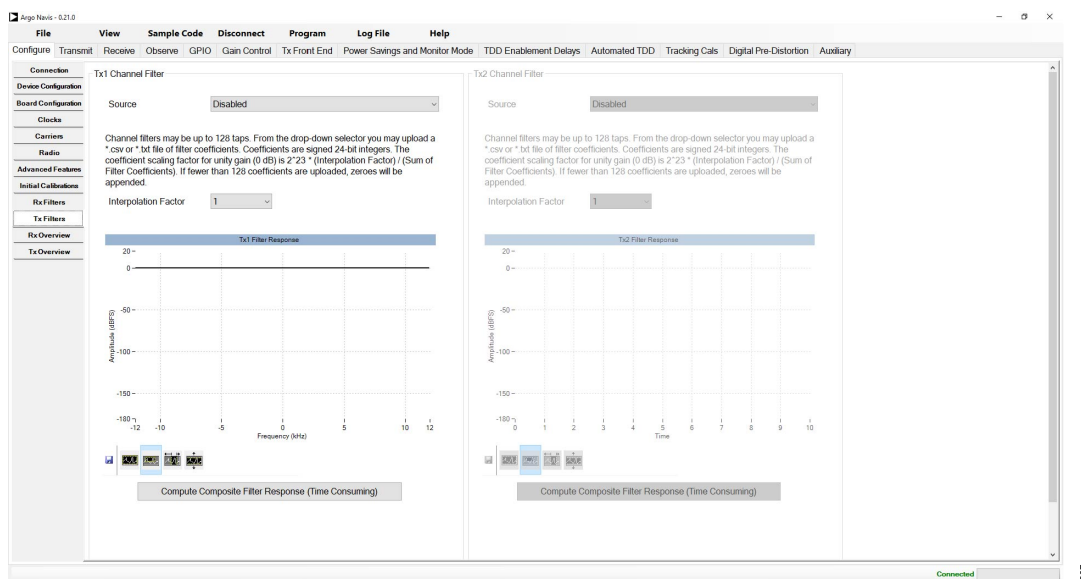 Argo Navis - 0.21.0
File View Sample Code Disconnect Program Log File Help
Configure Transmit Receive Observe GPIO Gain Control Tx Front End Power Savings and Monitor Mode TDD Enablement Delays Automated TDD Tracking Cals Digital Pre-Distortion Auxiliary
Connection
Device Configuration
Board Configuration
Clocks
Carriers
Radio
Advanced Features
Initial Calibrations
Rx Filters
Tx Filters
Rx Overview
Tx Overview
Tx1 Channel Filter
Source Disabled
Channel filters may be up to 128 taps. From the drop-down selector you may upload a
*.csv or *.txt file of filter coefficients. Coefficients are signed 24-bit integers. The
coefficient scaling factor for unity gain (0 dB) is 2^23 * (Interpolation Factor) / (Sum of
Filter Coefficients). If fewer than 128 coefficients are uploaded, zeroes will be
appended.
Interpolation Factor 1
Tx1 Filter Response
20
0
-50
-100
-150
-180
Amplitude (dBFS)
-12 -10 -5 0 5 10 12
Frequency (kHz)
Compute Composite Filter Response (Time Consuming)
Tx2 Channel Filter
Source Disabled
Channel filters may be up to 128 taps. From the drop-down selector you may upload a
*.csv or *.txt file of filter coefficients. Coefficients are signed 24-bit integers. The
coefficient scaling factor for unity gain (0 dB) is 2^23 * (Interpolation Factor) / (Sum of
Filter Coefficients). If fewer than 128 coefficients are uploaded, zeroes will be
appended.
Interpolation Factor 1
Tx2 Filter Response
20
0
-50
-100
-150
-180
Amplitude (dBFS)
0 1 2 3 4 5 6 7 8 9 10
Time
Compute Composite Filter Response (Time Consuming)
Connected